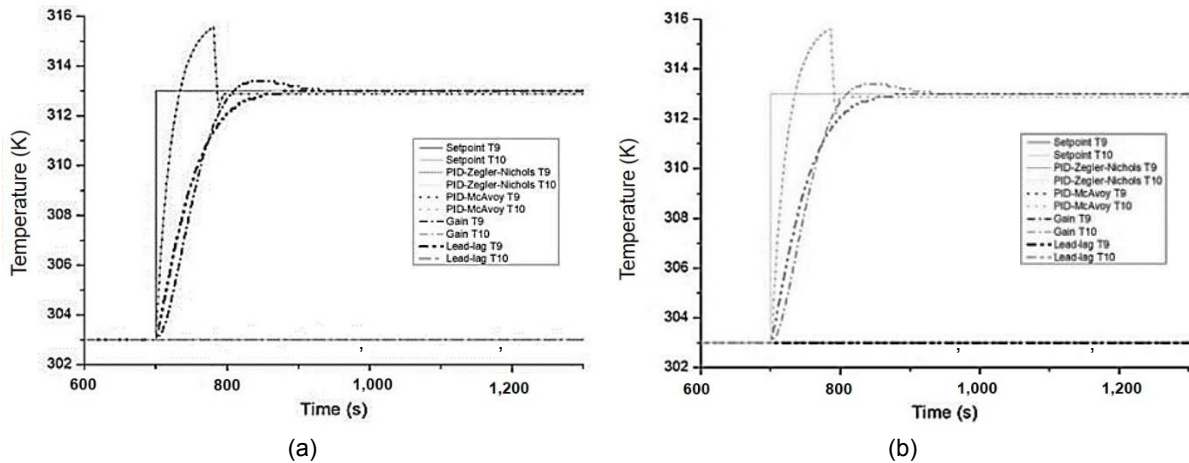 316
314
312
310
308
306
304
302
Temperature (K)
600
800
1,000
1,200
Time (s)
Setpoint T9
Setpoint T10
PID-Zegler-Nichols T9
PID-Zegler-Nichols T10
PID-McAvoy T9
PID-McAvoy T10
Gain T9
Gain T10
Lead-lag T9
Lead-lag T10
(a)
316
314
312
310
308
306
304
302
Temperature (K)
600
800
1,000
1,200
Time (s)
Setpoint T9
Setpoint T10
PID-Zegler-Nichols T9
PID-Zegler-Nichols T10
PID-McAvoy T9
PID-McAvoy T10
Gain T9
Gain T10
Lead-lag T9
Lead-lag T10
(b)